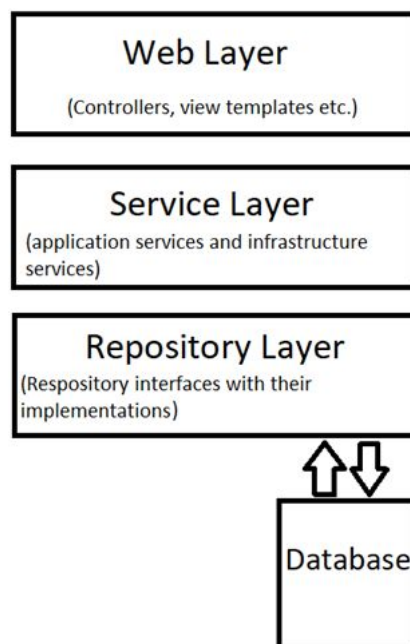 Web Layer
(Controllers, view templates etc.)
Service Layer
(application services and infrastructure
services)
Repository Layer
(Respository interfaces with their
implementations)
Database